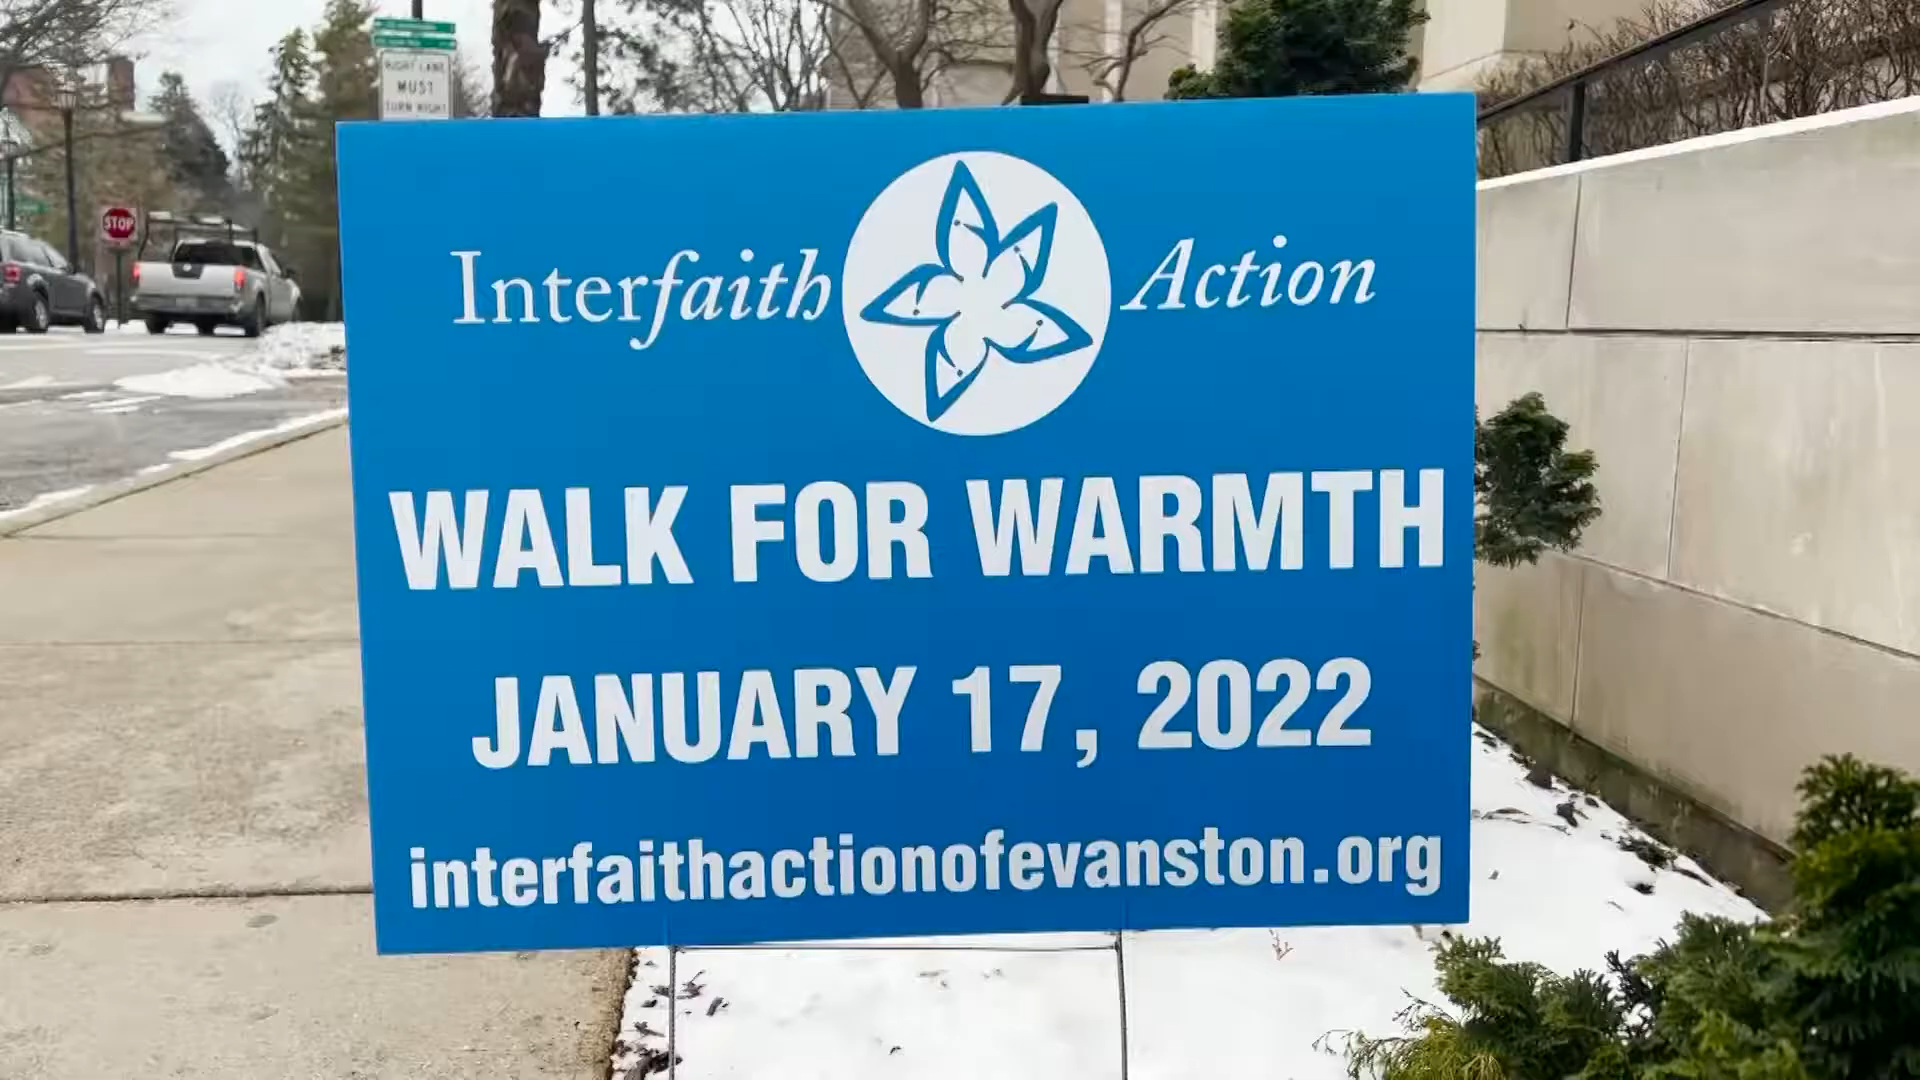 RIGHT LANE
MUST
TURN RIGHT
STOP
Interfaith Action
WALK FOR WARMTH
JANUARY 17, 2022
interfaithactionofevanston.org